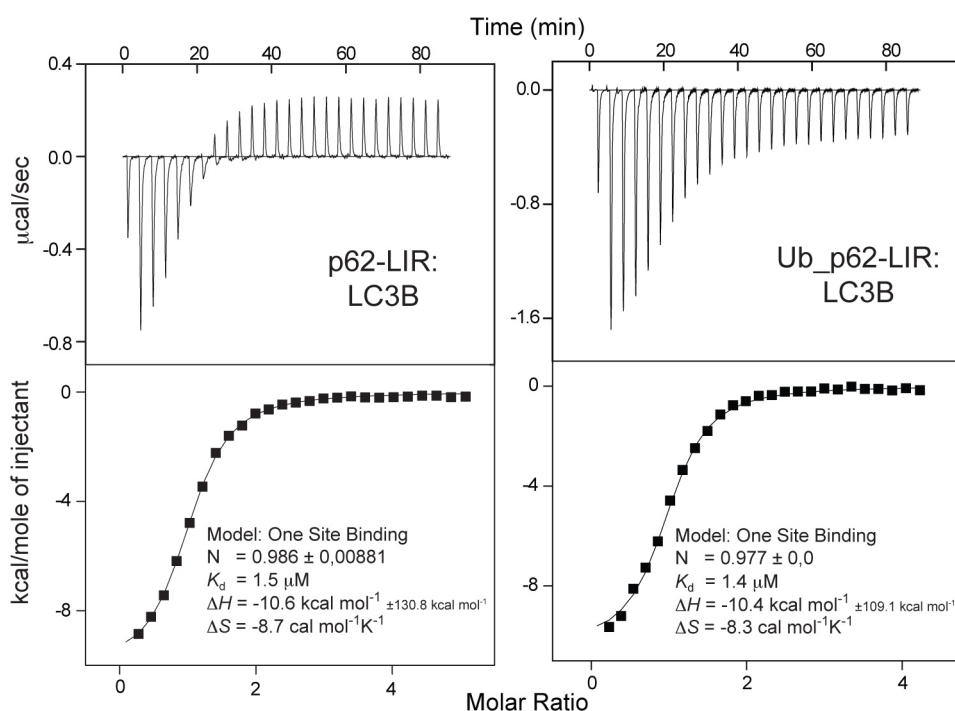 Time (min)
0 20 40 60 80
0 10 20 30 40 50 60 70 80 90
0.4
0.0
-0.4
-0.8
μcal/sec
p62-LIR:
LC3B
0.0
-0.8
-1.6
Ub_p62-LIR:
LC3B
kcal/mole of injectant
0
-4
-8
Model: One Site Binding
N = 0.986 ± 0,00881
Kd = 1.5 μM
ΔH = -10.6 kcal mol⁻¹ ±130.8 kcal mol⁻¹
ΔS = -8.7 cal mol⁻¹K⁻¹
0 2 4
0
-4
-8
Model: One Site Binding
N = 0.977 ± 0,0
Kd = 1.4 μM
ΔH = -10.4 kcal mol⁻¹ ±109.1 kcal mol⁻¹
ΔS = -8.3 cal mol⁻¹K⁻¹
0 2 4
Molar Ratio